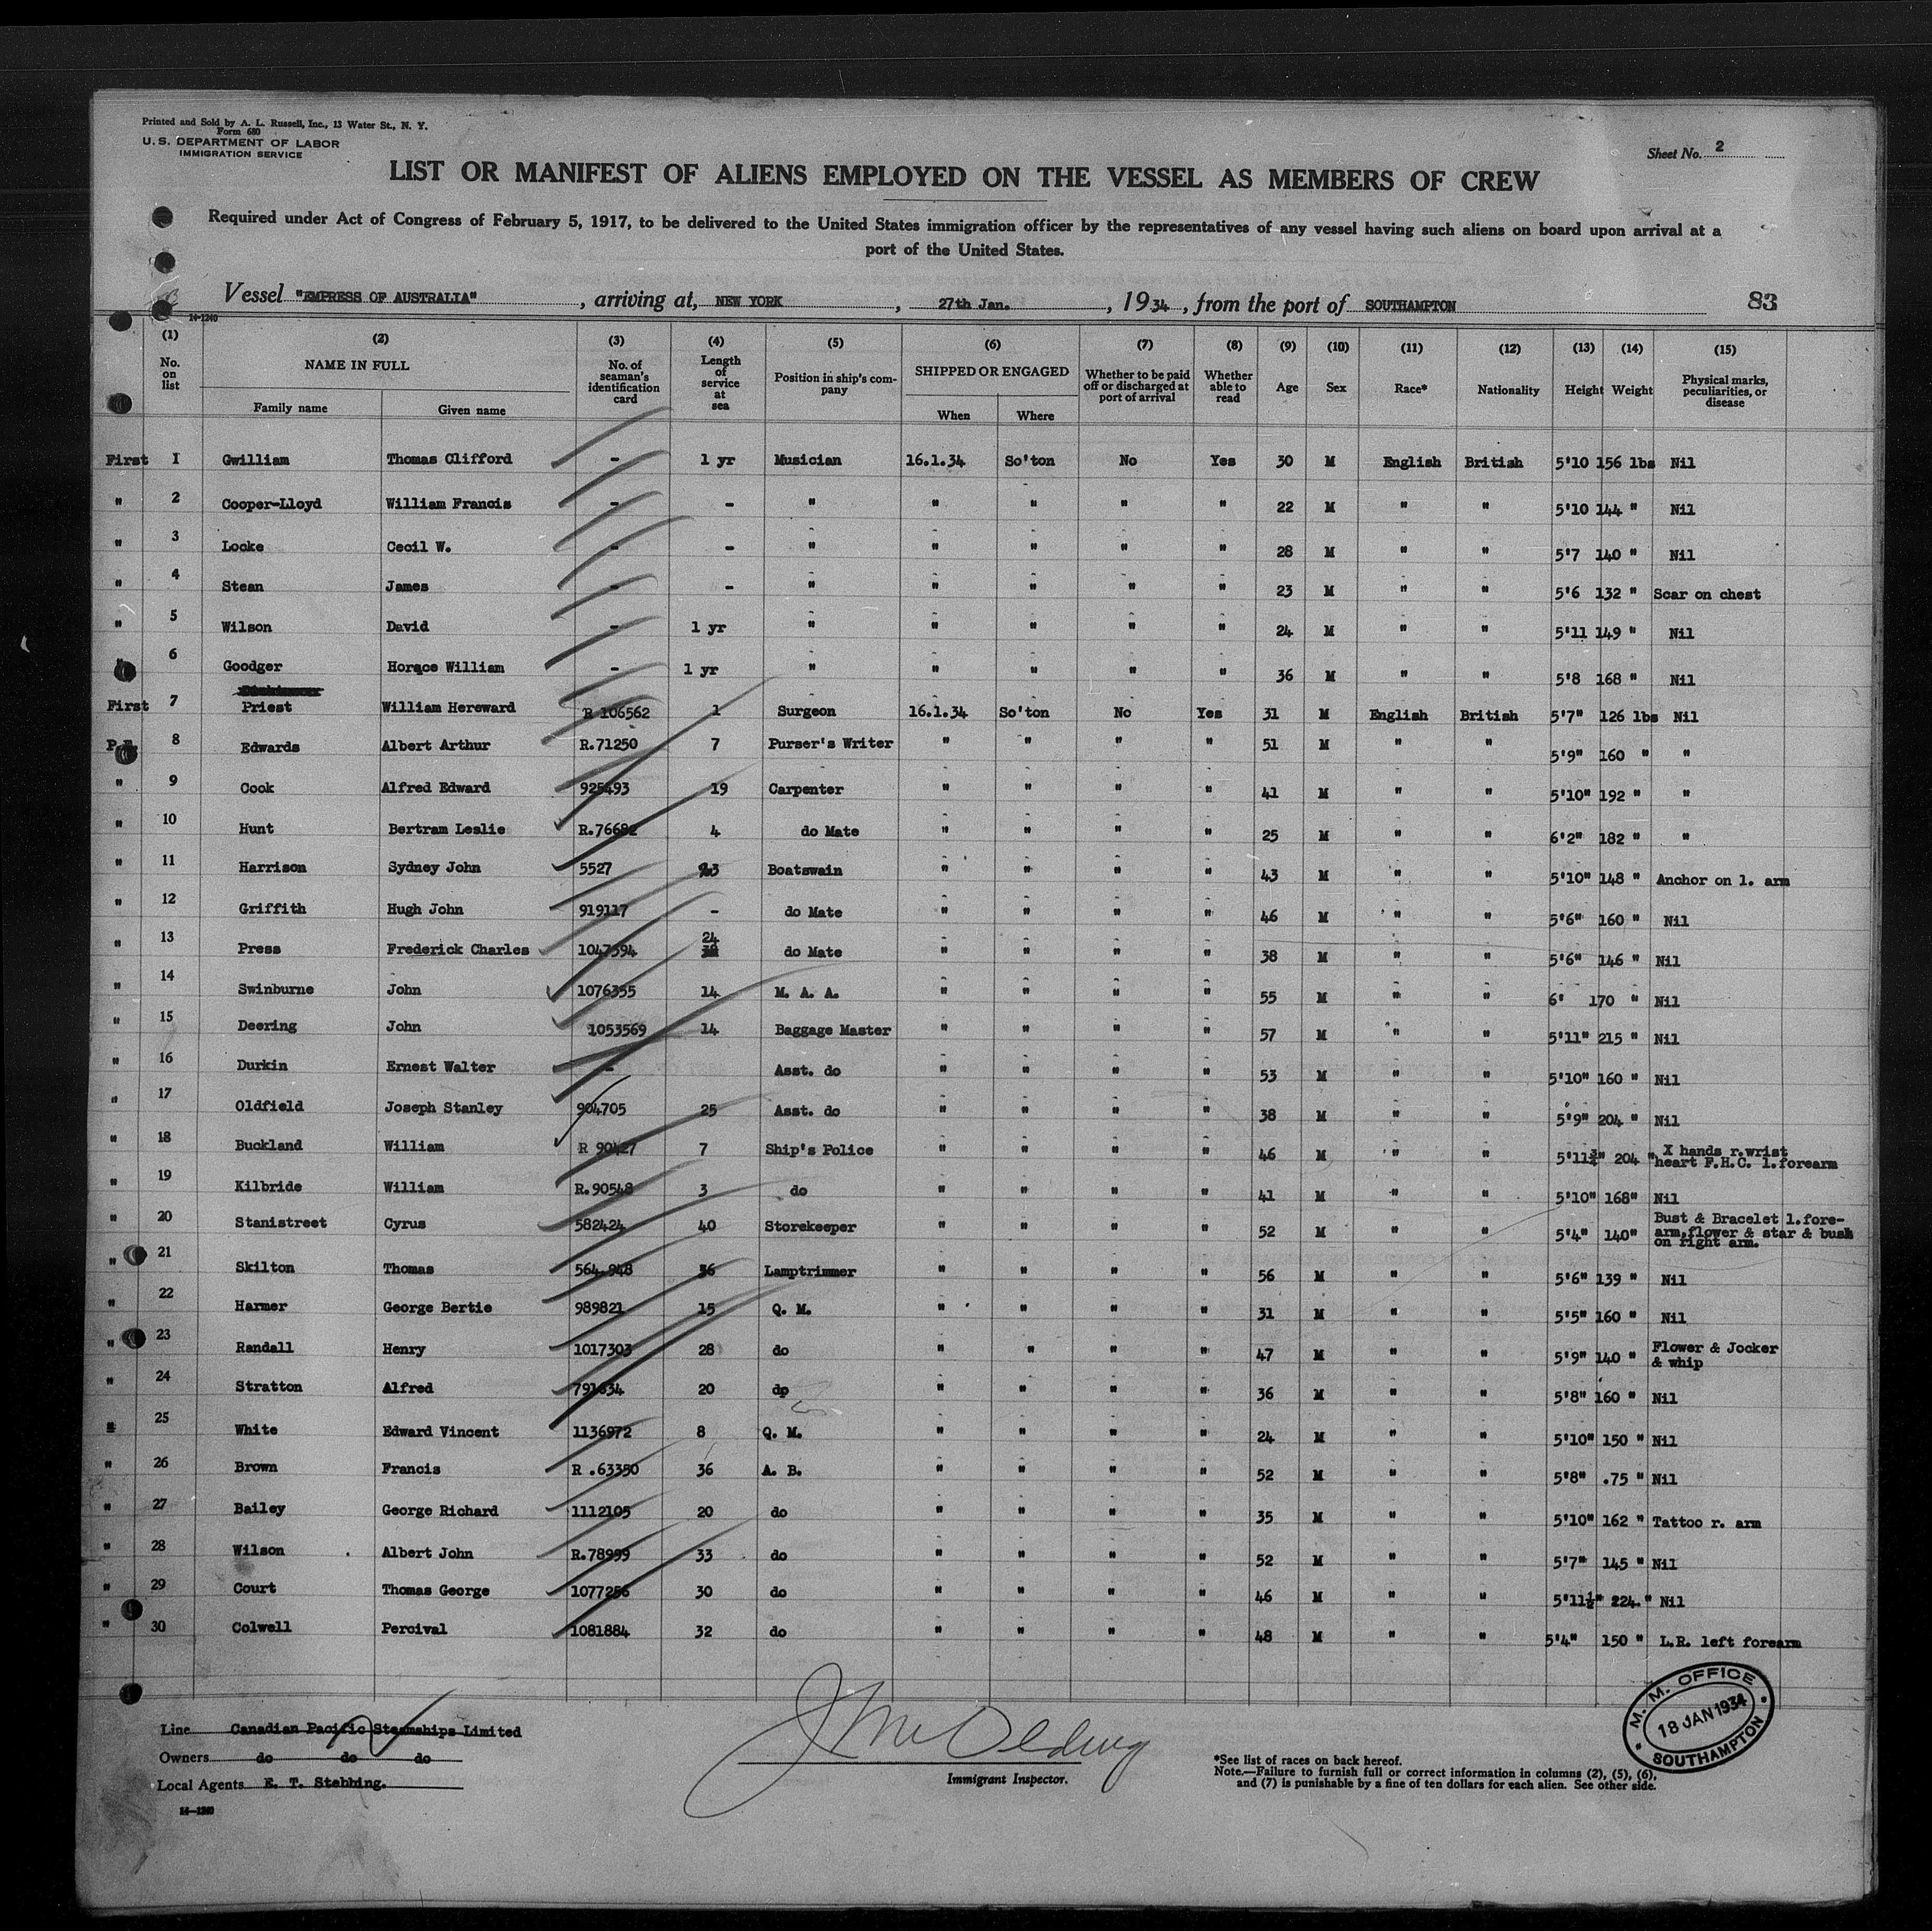 Printed and Sold by A. L. Russell, Inc., 13 Water St., N. Y.
Form 680
U. S. DEPARTMENT OF LABOR
IMMIGRATION SERVICE
Sheet No. 2
LIST OR MANIFEST OF ALIENS EMPLOYED ON THE VESSEL AS MEMBERS OF CREW
Required under Act of Congress of February 5, 1917, to be delivered to the United States immigration officer by the representatives of any vessel having such aliens on board upon arrival at a
port of the United States.
Vessel "EMPRESS OF AUSTRALIA", arriving at, NEW YORK, 27th Jan., 1934, from the port of SOUTHAMPTON 83
14-1240
(1) (2) (3) (4) (5) (6) (7) (8) (9) (10) (11) (12) (13) (14) (15)
No. on list NAME IN FULL Family name Given name No. of seaman's identification card Length of service at sea Position in ship's company SHIPPED OR ENGAGED When Where Whether to be paid off or discharged at port of arrival Whether able to read Age Sex Race* Nationality Height Weight Physical marks, peculiarities, or disease
First 1 Gwilliam Thomas Clifford - 1 yr Musician 16.1.34 So'ton No Yes 30 M English British 5'10 156 lbs Nil
" 2 Cooper-Lloyd William Francis - - " " " " " 22 M " " 5'10 144 " Nil
" 3 Locke Cecil W. - - " " " " " 28 M " " 5'7 140 " Nil
" 4 Stean James - - " " " " " 23 M " " 5'6 132 " Scar on chest
" 5 Wilson David - 1 yr " " " " " 24 M " " 5'11 149 " Nil
" 6 Goodger Horace William - 1 yr " " " " " 36 M " " 5'8 168 " Nil
First 7 Priest William Hereward R 106562 1 Surgeon 16.1.34 So'ton No Yes 31 M English British 5'7" 126 lbs Nil
8 Edwards Albert Arthur R.71250 7 Purser's Writer " " " " 51 M " " 5'9" 160 " "
" 9 Cook Alfred Edward 925493 19 Carpenter " " " " 41 M " " 5'10" 192 " "
" 10 Hunt Bertram Leslie R.76682 4 do Mate " " " " 25 M " " 6'2" 182 " "
" 11 Harrison Sydney John 5527 23 Boatswain " " " " 43 M " " 5'10" 148 " Anchor on l. arm
" 12 Griffith Hugh John 919117 - do Mate " " " " 46 M " " 5'6" 160 " Nil
" 13 Press Frederick Charles 1047394 24 do Mate " " " " 38 M " " 5'6" 146 " Nil
" 14 Swinburne John 1076355 14 M. A. A. " " " " 55 M " " 6' 170 " Nil
" 15 Deering John 1053569 14 Baggage Master " " " " 57 M " " 5'11" 215 " Nil
" 16 Durkin Ernest Walter - Asst. do " " " " 53 M " " 5'10" 160 " Nil
" 17 Oldfield Joseph Stanley 904705 25 Asst. do " " " " 38 M " " 5'9" 204 " Nil
" 18 Buckland William R 90427 7 Ship's Police " " " " 46 M " " 5'11¾" 204 " X hands r.wrist
heart F.H.C. l.forearm
" 19 Kilbride William R.90548 3 do " " " " 41 M " " 5'10" 168" Nil
" 20 Stanistreet Cyrus 582424 40 Storekeeper " " " " 52 M " " 5'4" 140" Bust & Bracelet l.fore-
arm,flower & star & bush
on right arm.
" 21 Skilton Thomas 564.948 36 Lamptrimmer " " " " 56 M " " 5'6" 139 " Nil
" 22 Harmer George Bertie 989821 15 Q. M. " " " " 31 M " " 5'5" 160 " Nil
" 23 Randall Henry 1017303 28 do " " " " 47 M " " 5'9" 140 " Flower & Jocker
& whip
" 24 Stratton Alfred 791634 20 dp " " " " 36 M " " 5'8" 160 " Nil
" 25 White Edward Vincent 1136972 8 Q. M. " " " " 24 M " " 5'10" 150 " Nil
" 26 Brown Francis R .63350 36 A. B. " " " " 52 M " " 5'8" .75 " Nil
" 27 Bailey George Richard 1112105 20 do " " " " 35 M " " 5'10" 162 " Tattoo r. arm
" 28 Wilson Albert John R.78999 33 do " " " " 52 M " " 5'7" 145 " Nil
" 29 Court Thomas George 1077256 30 do " " " " 46 M " " 5'11½" 224 " Nil
" 30 Colwell Percival 1081884 32 do " " " " 48 M " " 5'4" 150 " L.R. left forearm
Line Canadian Pacific Steamships Limited
Owners do do do
Local Agents E. T. Stebbing.
14-1240
Immigrant Inspector.
*See list of races on back hereof.
Note.—Failure to furnish full or correct information in columns (2), (5), (6),
and (7) is punishable by a fine of ten dollars for each alien. See other side.
M. M. OFFICE
18 JAN 1934
SOUTHAMPTON